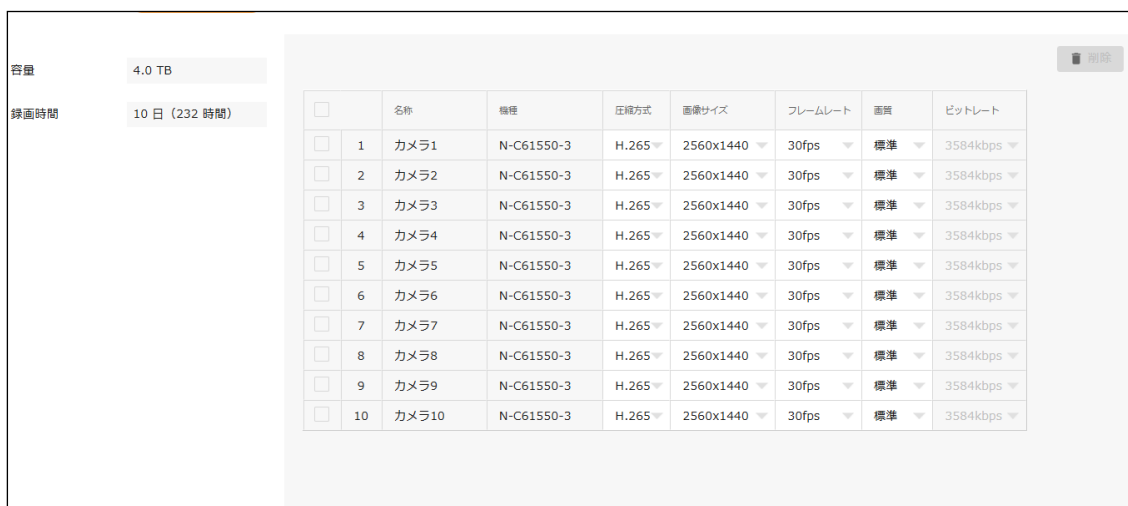 削除
容量 4.0 TB
録画時間 10 日（232 時間）
名称 機種 圧縮方式 画像サイズ フレームレート 画質 ビットレート
1 カメラ1 N-C61550-3 H.265 2560x1440 30fps 標準 3584kbps
2 カメラ2 N-C61550-3 H.265 2560x1440 30fps 標準 3584kbps
3 カメラ3 N-C61550-3 H.265 2560x1440 30fps 標準 3584kbps
4 カメラ4 N-C61550-3 H.265 2560x1440 30fps 標準 3584kbps
5 カメラ5 N-C61550-3 H.265 2560x1440 30fps 標準 3584kbps
6 カメラ6 N-C61550-3 H.265 2560x1440 30fps 標準 3584kbps
7 カメラ7 N-C61550-3 H.265 2560x1440 30fps 標準 3584kbps
8 カメラ8 N-C61550-3 H.265 2560x1440 30fps 標準 3584kbps
9 カメラ9 N-C61550-3 H.265 2560x1440 30fps 標準 3584kbps
10 カメラ10 N-C61550-3 H.265 2560x1440 30fps 標準 3584kbps